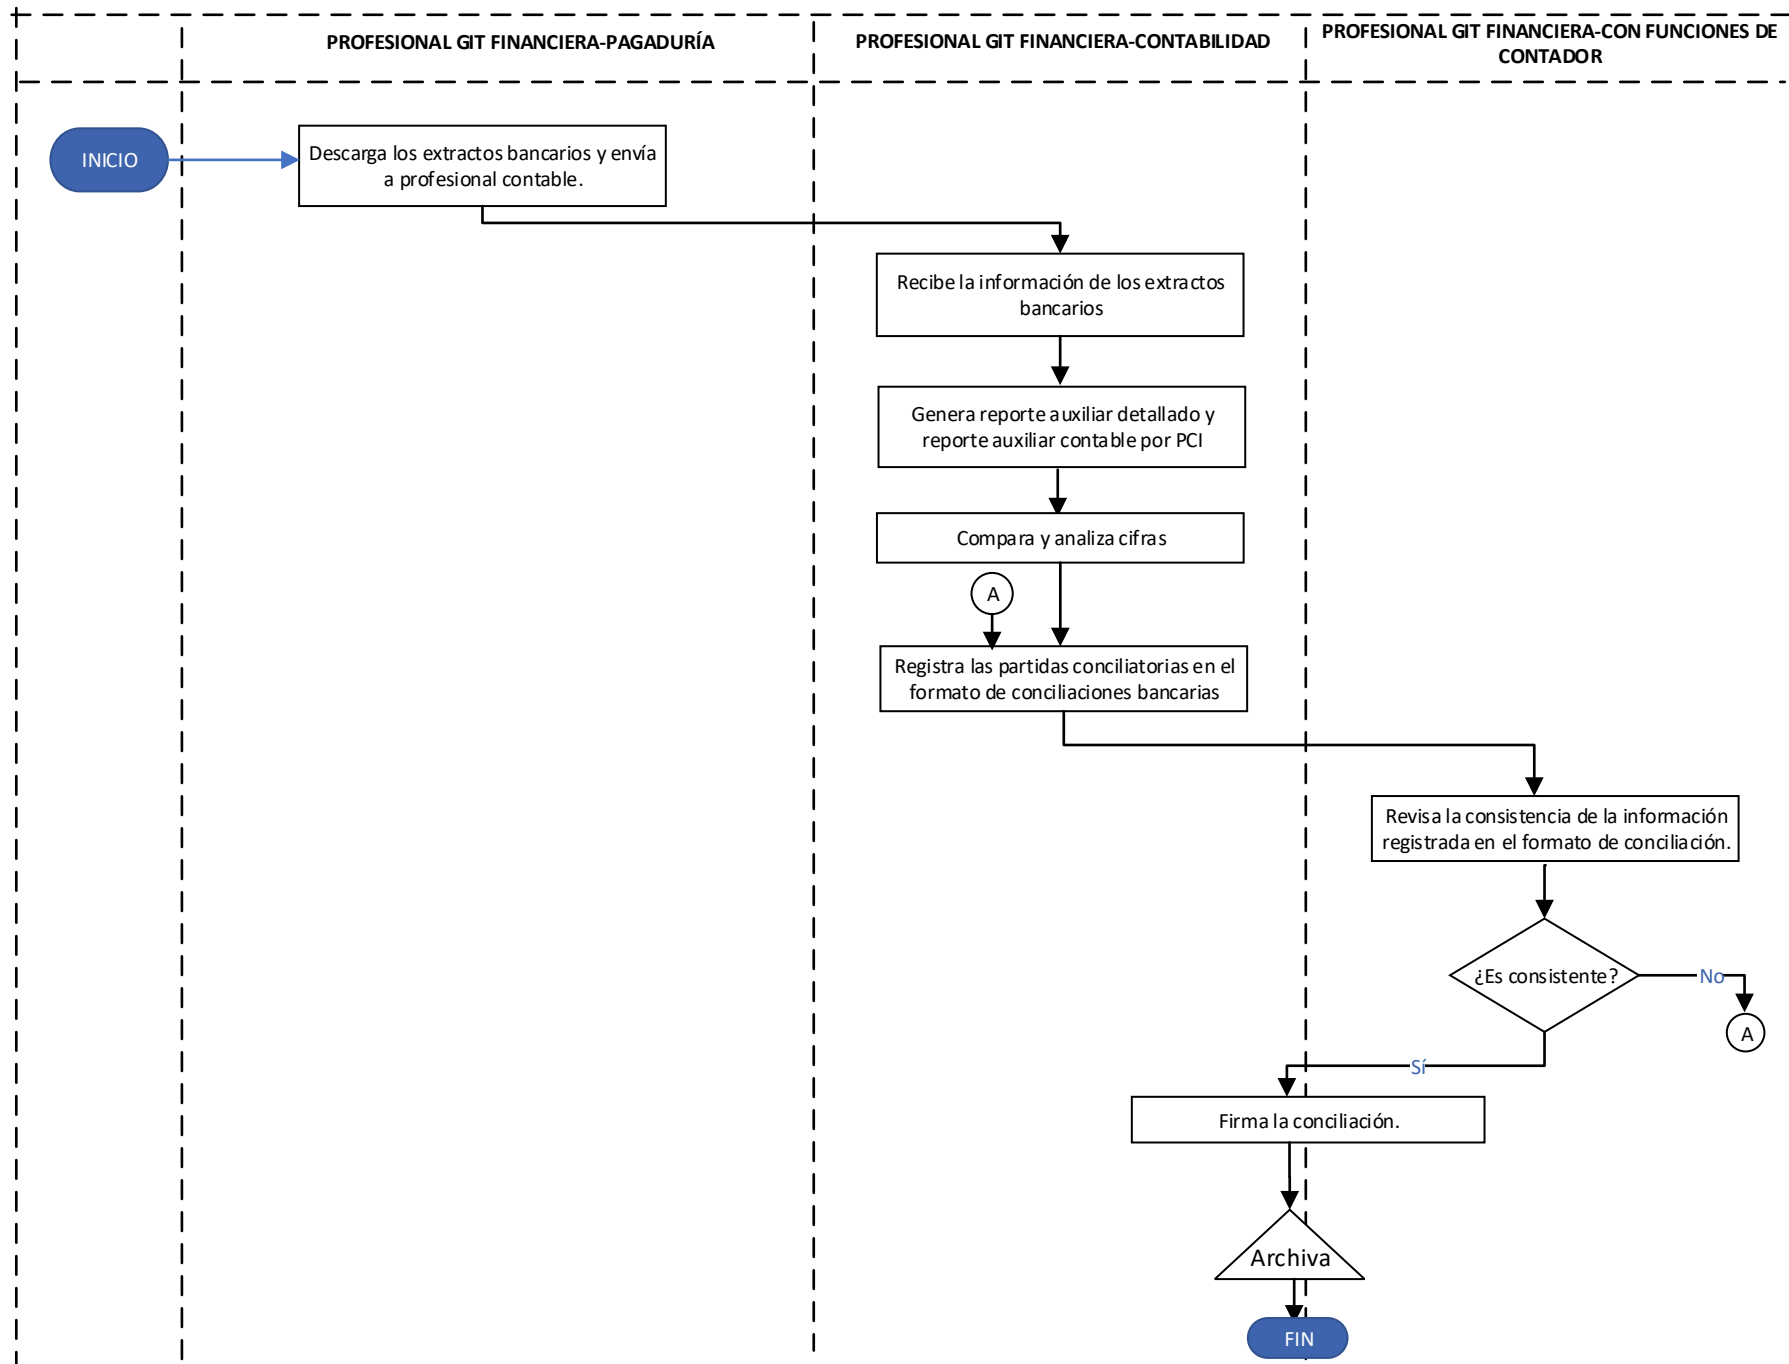 PROFESIONAL GIT FINANCIERA-PAGADURÍA
PROFESIONAL GIT FINANCIERA-CONTABILIDAD
PROFESIONAL GIT FINANCIERA-CON FUNCIONES DE
CONTADOR
INICIO
Descarga los extractos bancarios y envía
a profesional contable.
Recibe la información de los extractos
bancarios
Genera reporte auxiliar detallado y
reporte auxiliar contable por PCI
Compara y analiza cifras
A
Registra las partidas conciliatorias en el
formato de conciliaciones bancarias
Revisa la consistencia de la información
registrada en el formato de conciliación.
¿Es consistente?
No
A
Sí
Firma la conciliación.
Archiva
FIN